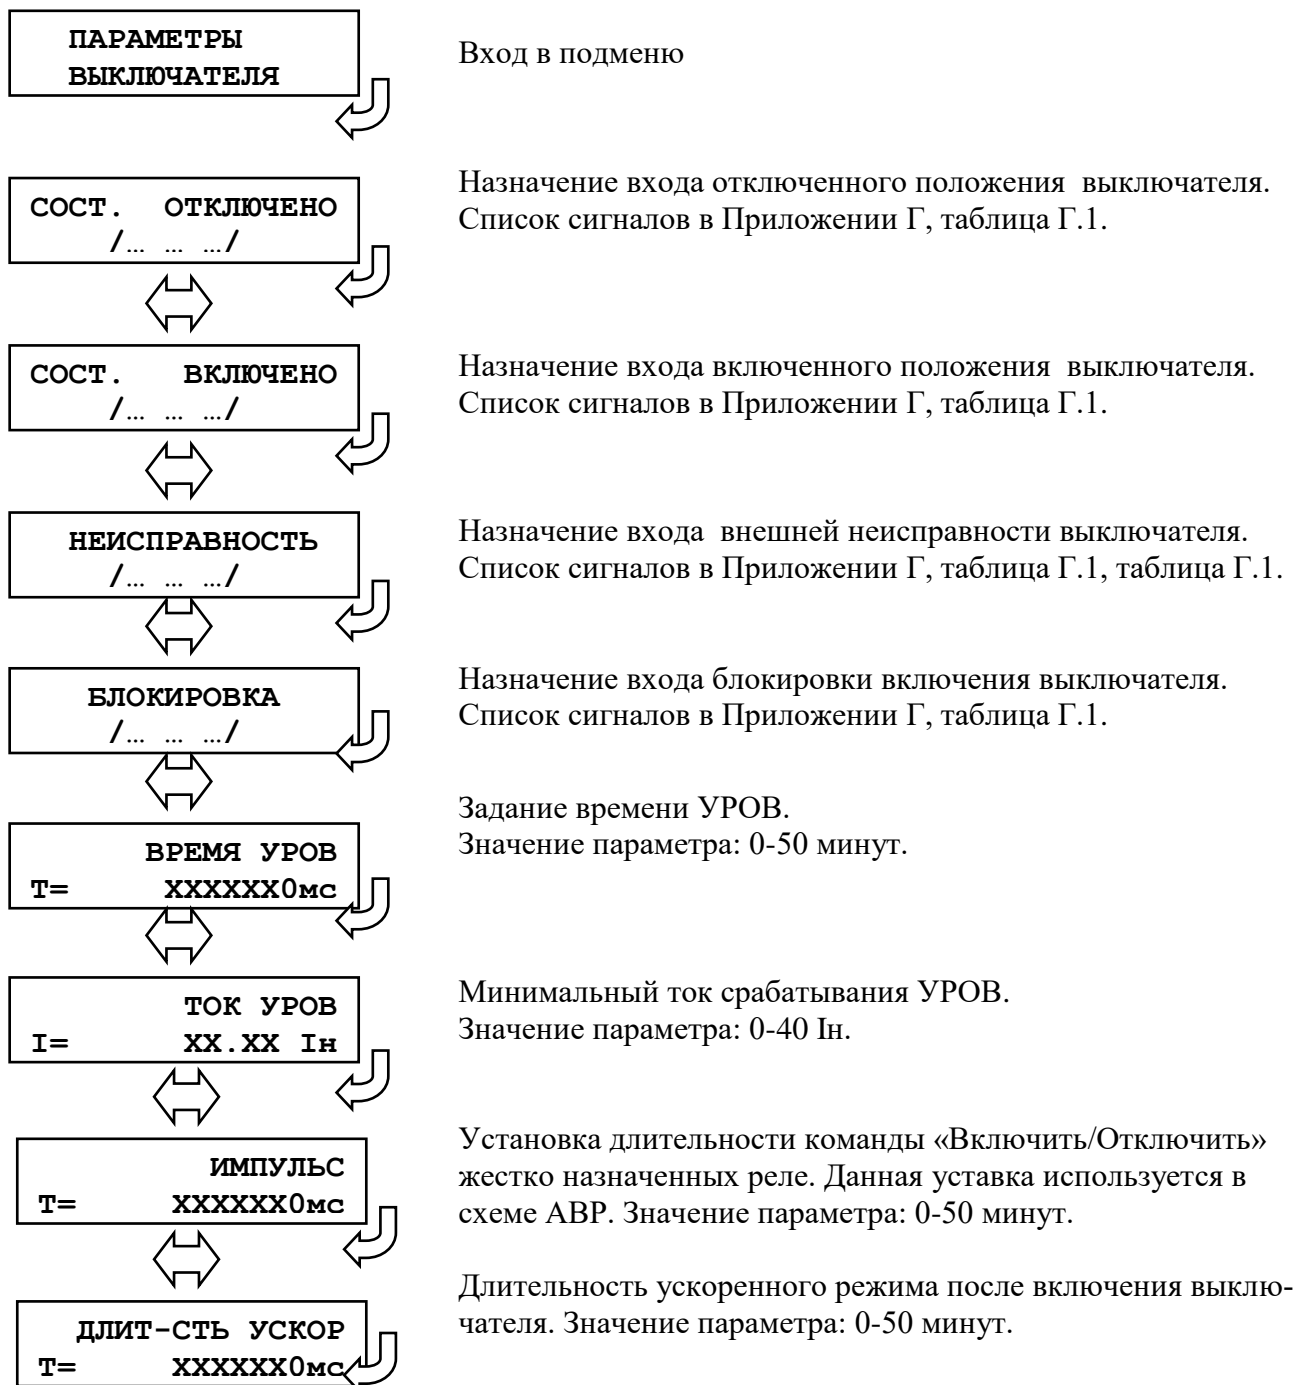 ПАРАМЕТРЫ
ВЫКЛЮЧАТЕЛЯ
Вход в подменю
СОСТ. ОТКЛЮЧЕНО
/… … …/
Назначение входа отключенного положения выключателя.
Список сигналов в Приложении Г, таблица Г.1.
СОСТ. ВКЛЮЧЕНО
/… … …/
Назначение входа включенного положения выключателя.
Список сигналов в Приложении Г, таблица Г.1.
НЕИСПРАВНОСТЬ
/… … …/
Назначение входа внешней неисправности выключателя.
Список сигналов в Приложении Г, таблица Г.1, таблица Г.1.
БЛОКИРОВКА
/… … …/
Назначение входа блокировки включения выключателя.
Список сигналов в Приложении Г, таблица Г.1.
ВРЕМЯ УРОВ
Т= ХХХХХХ0мс
Задание времени УРОВ.
Значение параметра: 0-50 минут.
ТОК УРОВ
I= ХХ.ХХ Iн
Минимальный ток срабатывания УРОВ.
Значение параметра: 0-40 Iн.
ИМПУЛЬС
Т= ХХХХХХ0мс
Установка длительности команды «Включить/Отключить»
жестко назначенных реле. Данная уставка используется в
схеме АВР. Значение параметра: 0-50 минут.
ДЛИТ-СТЬ УСКОР
Т= ХХХХХХ0мс
Длительность ускоренного режима после включения выклю-
чателя. Значение параметра: 0-50 минут.